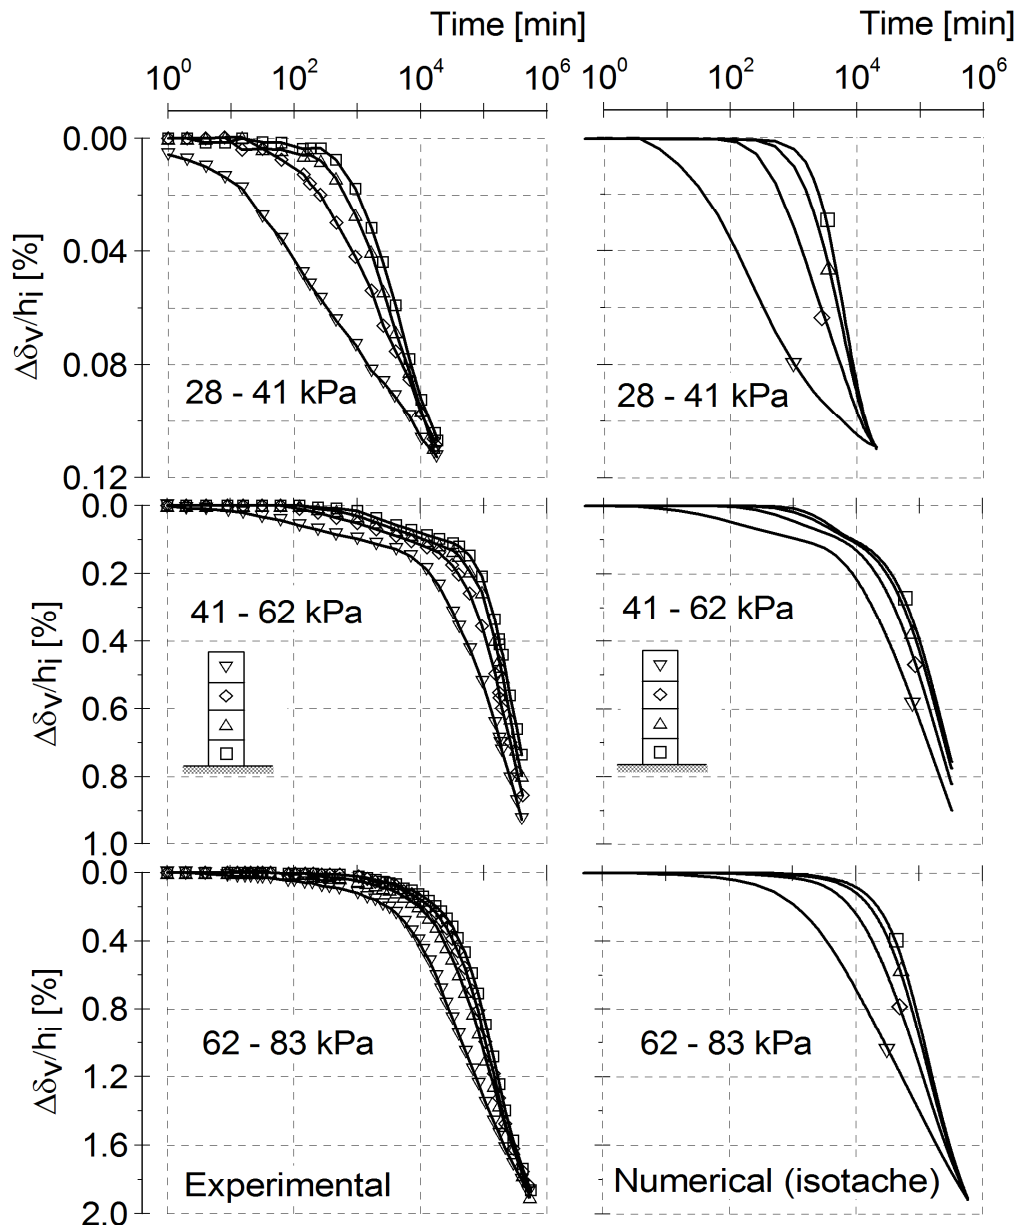 Time [min] Time [min]
10^0 10^2 10^4 10^6 10^0 10^2 10^4 10^6
0.00
0.04
0.08
0.12
Δδv/hi [%]
28 - 41 kPa 28 - 41 kPa
0.0
0.2
0.4
0.6
0.8
1.0
Δδv/hi [%]
41 - 62 kPa 41 - 62 kPa
0.0
0.4
0.8
1.2
1.6
2.0
Δδv/hi [%]
62 - 83 kPa 62 - 83 kPa
Experimental Numerical (isotache)